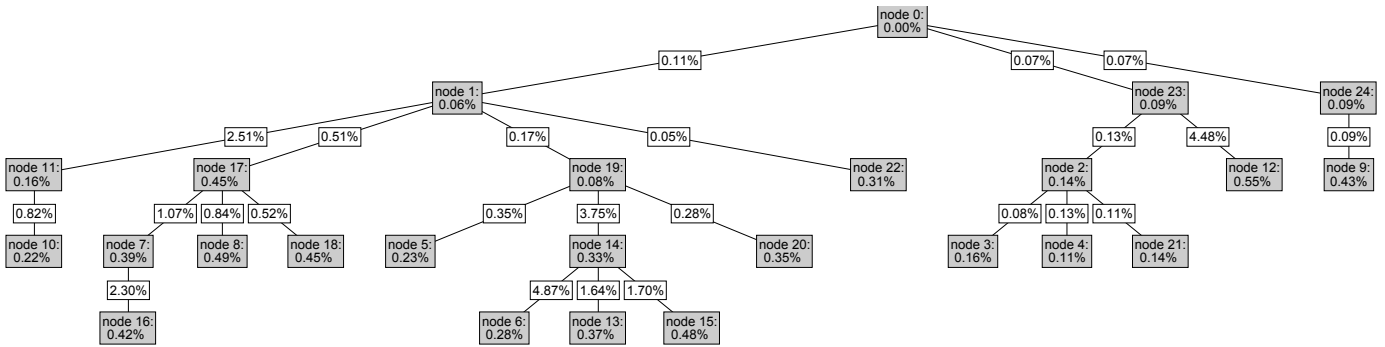 node 0:
0.00%
0.11%
0.07%
0.07%
node 1:
0.06%
node 23:
0.09%
node 24:
0.09%
2.51%
0.51%
0.17%
0.05%
0.13%
4.48%
0.09%
node 11:
0.16%
node 17:
0.45%
node 19:
0.08%
node 22:
0.31%
node 2:
0.14%
node 12:
0.55%
node 9:
0.43%
0.82%
1.07%
0.84%
0.52%
0.35%
3.75%
0.28%
0.08%
0.13%
0.11%
node 10:
0.22%
node 7:
0.39%
node 8:
0.49%
node 18:
0.45%
node 5:
0.23%
node 14:
0.33%
node 20:
0.35%
node 3:
0.16%
node 4:
0.11%
node 21:
0.14%
2.30%
4.87%
1.64%
1.70%
node 16:
0.42%
node 6:
0.28%
node 13:
0.37%
node 15:
0.48%